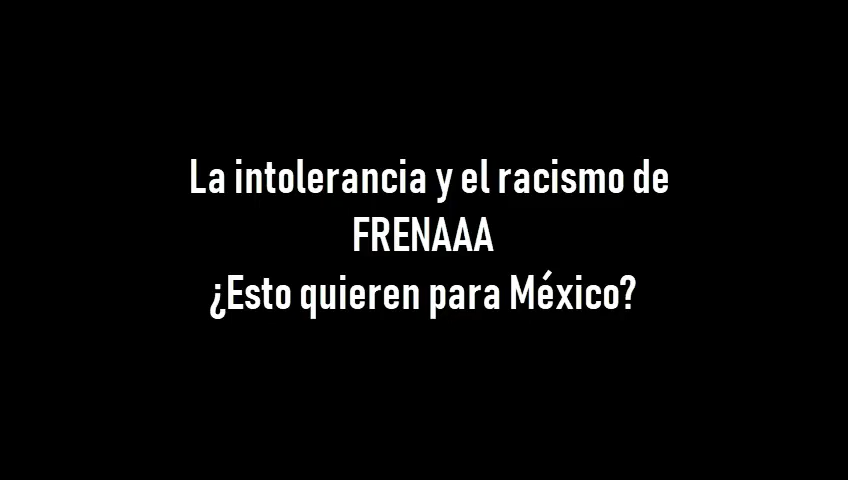 La intolerancia y el racismo de
FRENAAA
¿Esto quieren para México?